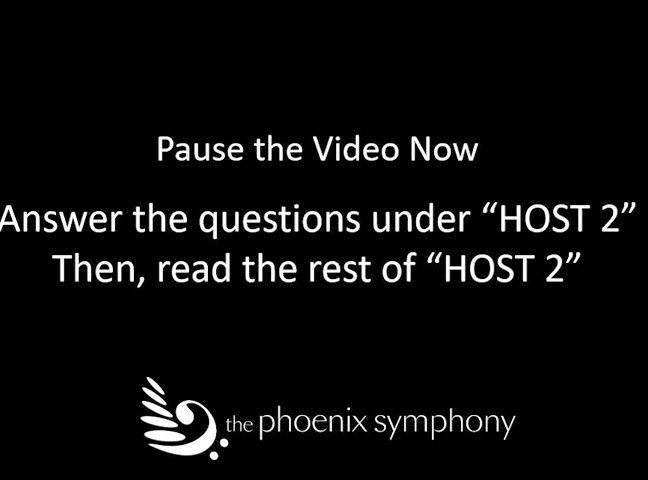 Pause the Video Now
Answer the questions under “HOST 2”
Then, read the rest of “HOST 2”
the phoenix symphony